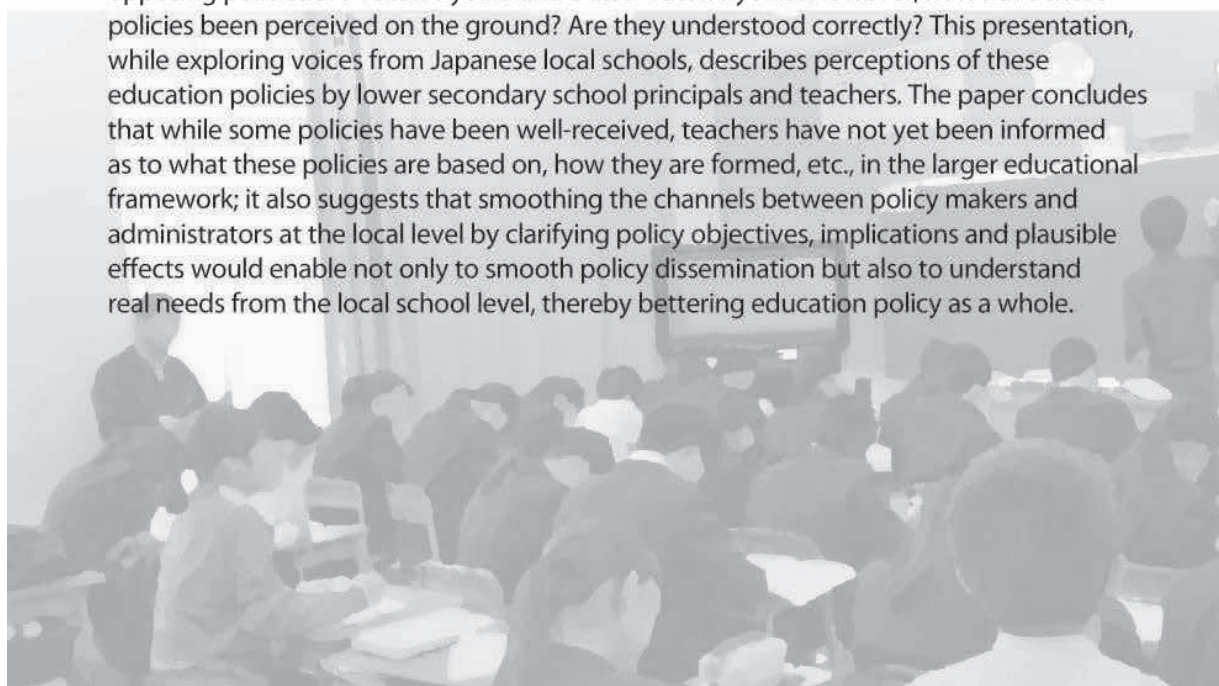 policies been perceived on the ground? Are they understood correctly? This presentation,
while exploring voices from Japanese local schools, describes perceptions of these
education policies by lower secondary school principals and teachers. The paper concludes
that while some policies have been well-received, teachers have not yet been informed
as to what these policies are based on, how they are formed, etc., in the larger educational
framework; it also suggests that smoothing the channels between policy makers and
administrators at the local level by clarifying policy objectives, implications and plausible
effects would enable not only to smooth policy dissemination but also to understand
real needs from the local school level, thereby bettering education policy as a whole.